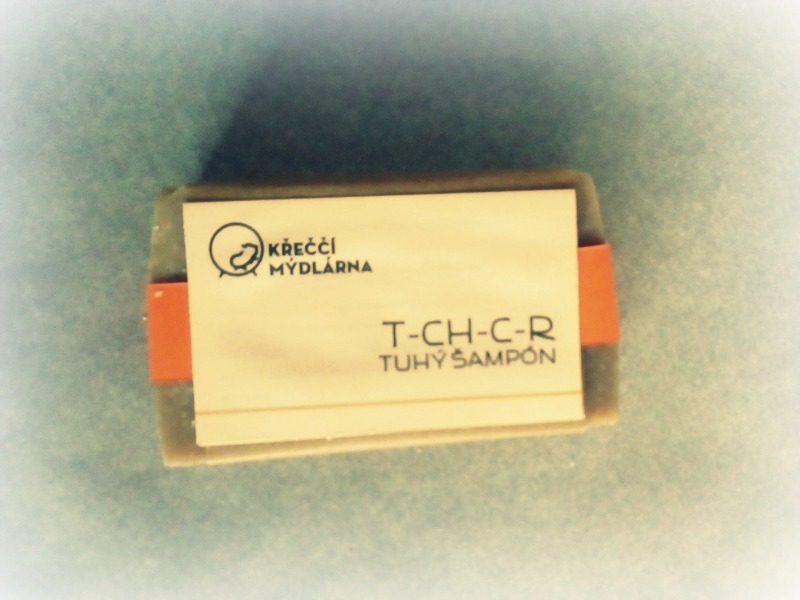 KŘEČČÍ
MÝDLÁRNA
T-CH-C-R
TUHÝ ŠAMPÓN